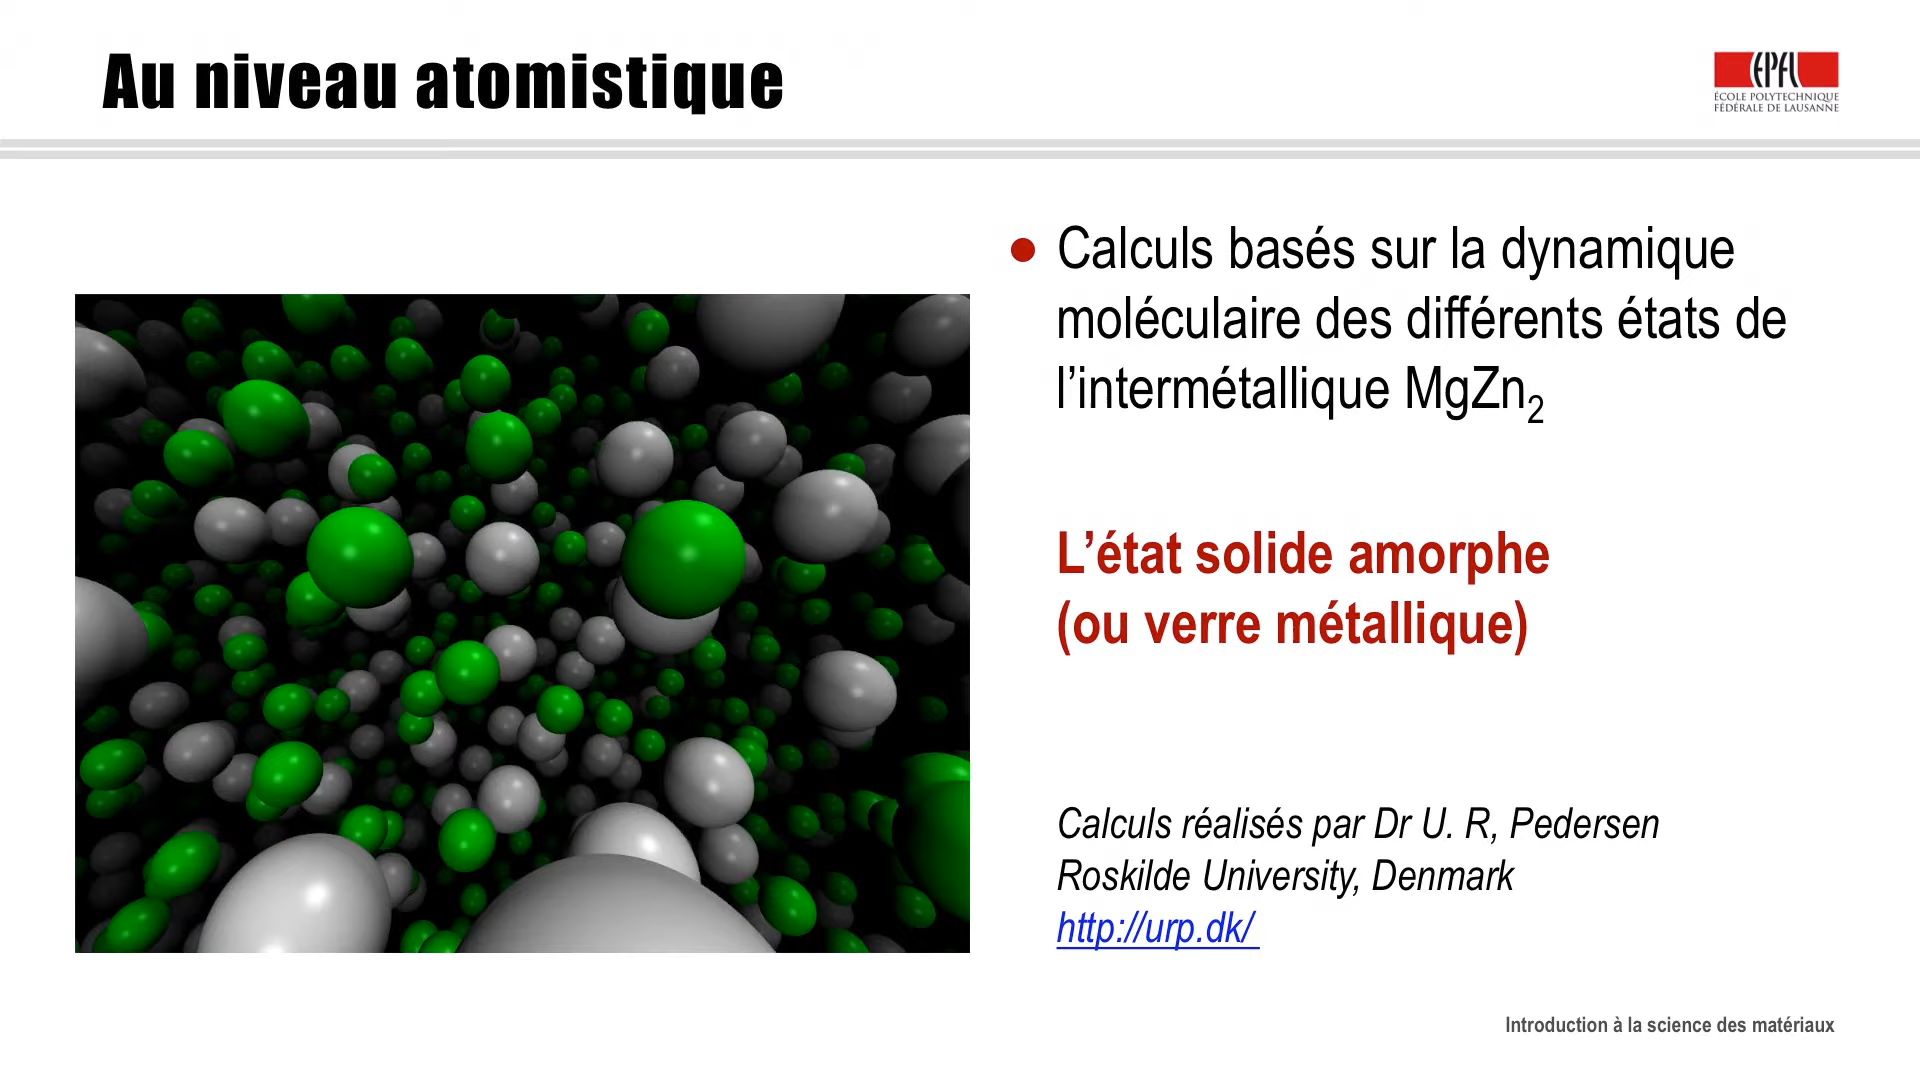 Au niveau atomistique
EPFL
ÉCOLE POLYTECHNIQUE
FÉDÉRALE DE LAUSANNE
● Calculs basés sur la dynamique
moléculaire des différents états de
l’intermétallique MgZn₂
L’état solide amorphe
(ou verre métallique)
Calculs réalisés par Dr U. R, Pedersen
Roskilde University, Denmark
http://urp.dk/
Introduction à la science des matériaux